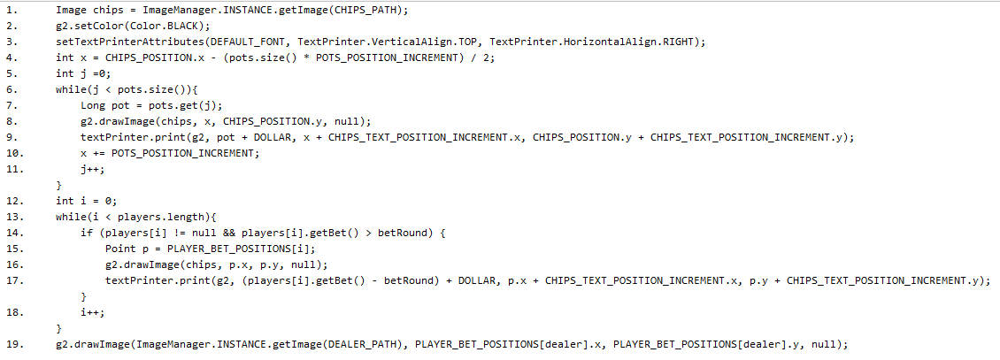 1. Image chips = ImageManager.INSTANCE.getImage(CHIPS_PATH);
2. g2.setColor(Color.BLACK);
3. setTextPrinterAttributes(DEFAULT_FONT, TextPrinter.VerticalAlign.TOP, TextPrinter.HorizontalAlign.RIGHT);
4. int x = CHIPS_POSITION.x - (pots.size() * POTS_POSITION_INCREMENT) / 2;
5. int j =0;
6. while(j < pots.size()){
7. Long pot = pots.get(j);
8. g2.drawImage(chips, x, CHIPS_POSITION.y, null);
9. textPrinter.print(g2, pot + DOLLAR, x + CHIPS_TEXT_POSITION_INCREMENT.x, CHIPS_POSITION.y + CHIPS_TEXT_POSITION_INCREMENT.y);
10. x += POTS_POSITION_INCREMENT;
11. j++;
}
12. int i = 0;
13. while(i < players.length){
14. if (players[i] != null && players[i].getBet() > betRound) {
15. Point p = PLAYER_BET_POSITIONS[i];
16. g2.drawImage(chips, p.x, p.y, null);
17. textPrinter.print(g2, (players[i].getBet() - betRound) + DOLLAR, p.x + CHIPS_TEXT_POSITION_INCREMENT.x, p.y + CHIPS_TEXT_POSITION_INCREMENT.y);
}
18. i++;
}
19. g2.drawImage(ImageManager.INSTANCE.getImage(DEALER_PATH), PLAYER_BET_POSITIONS[dealer].x, PLAYER_BET_POSITIONS[dealer].y, null);